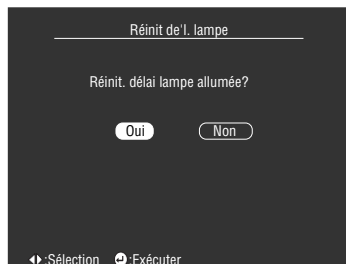 Réinit de'l. lampe
Réinit. délai lampe allumée?
Oui Non
:Sélection :Exécuter